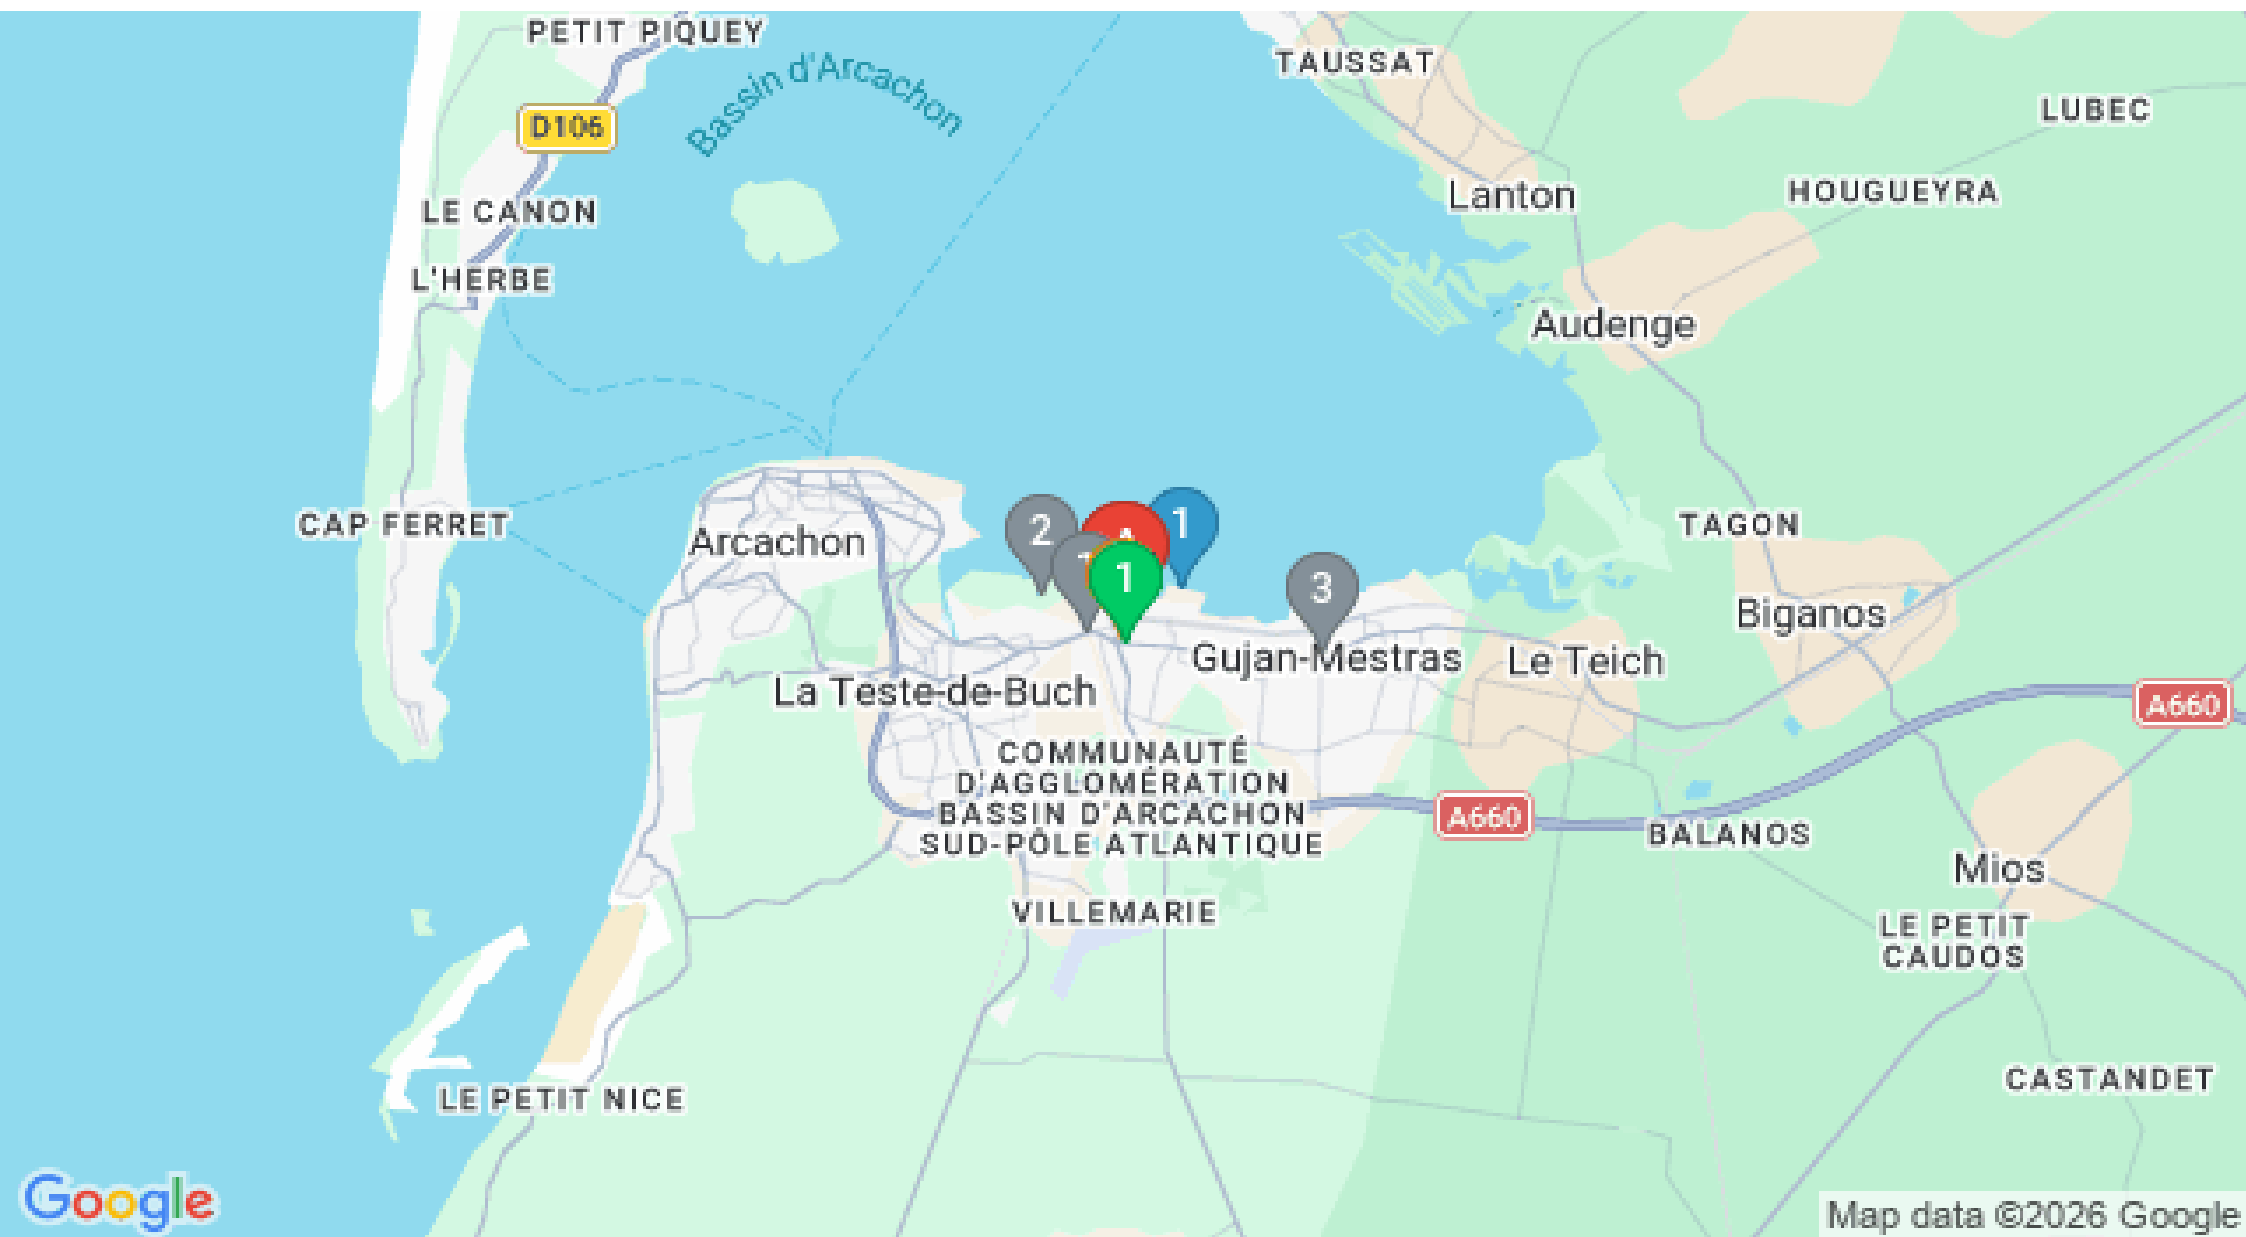 PETIT PIQUEY
Bassin d'Arcachon
TAUSSAT
D106
LUBEC
Lanton
HOUGUEYRA
LE CANON
L'HERBE
Audenge
CAP FERRET
Arcachon
2
1
1
TAGON
3
1
Biganos
Gujan-Mestras
Le Teich
La Teste-de-Buch
A660
COMMUNAUTÉ
D'AGGLOMÉRATION
BASSIN D'ARCACHON
SUD-PÔLE ATLANTIQUE
A660
BALANOS
Mios
VILLEMARIE
LE PETIT
CAUDOS
CASTANDET
LE PETIT NICE
Google
Map data ©2026 Google